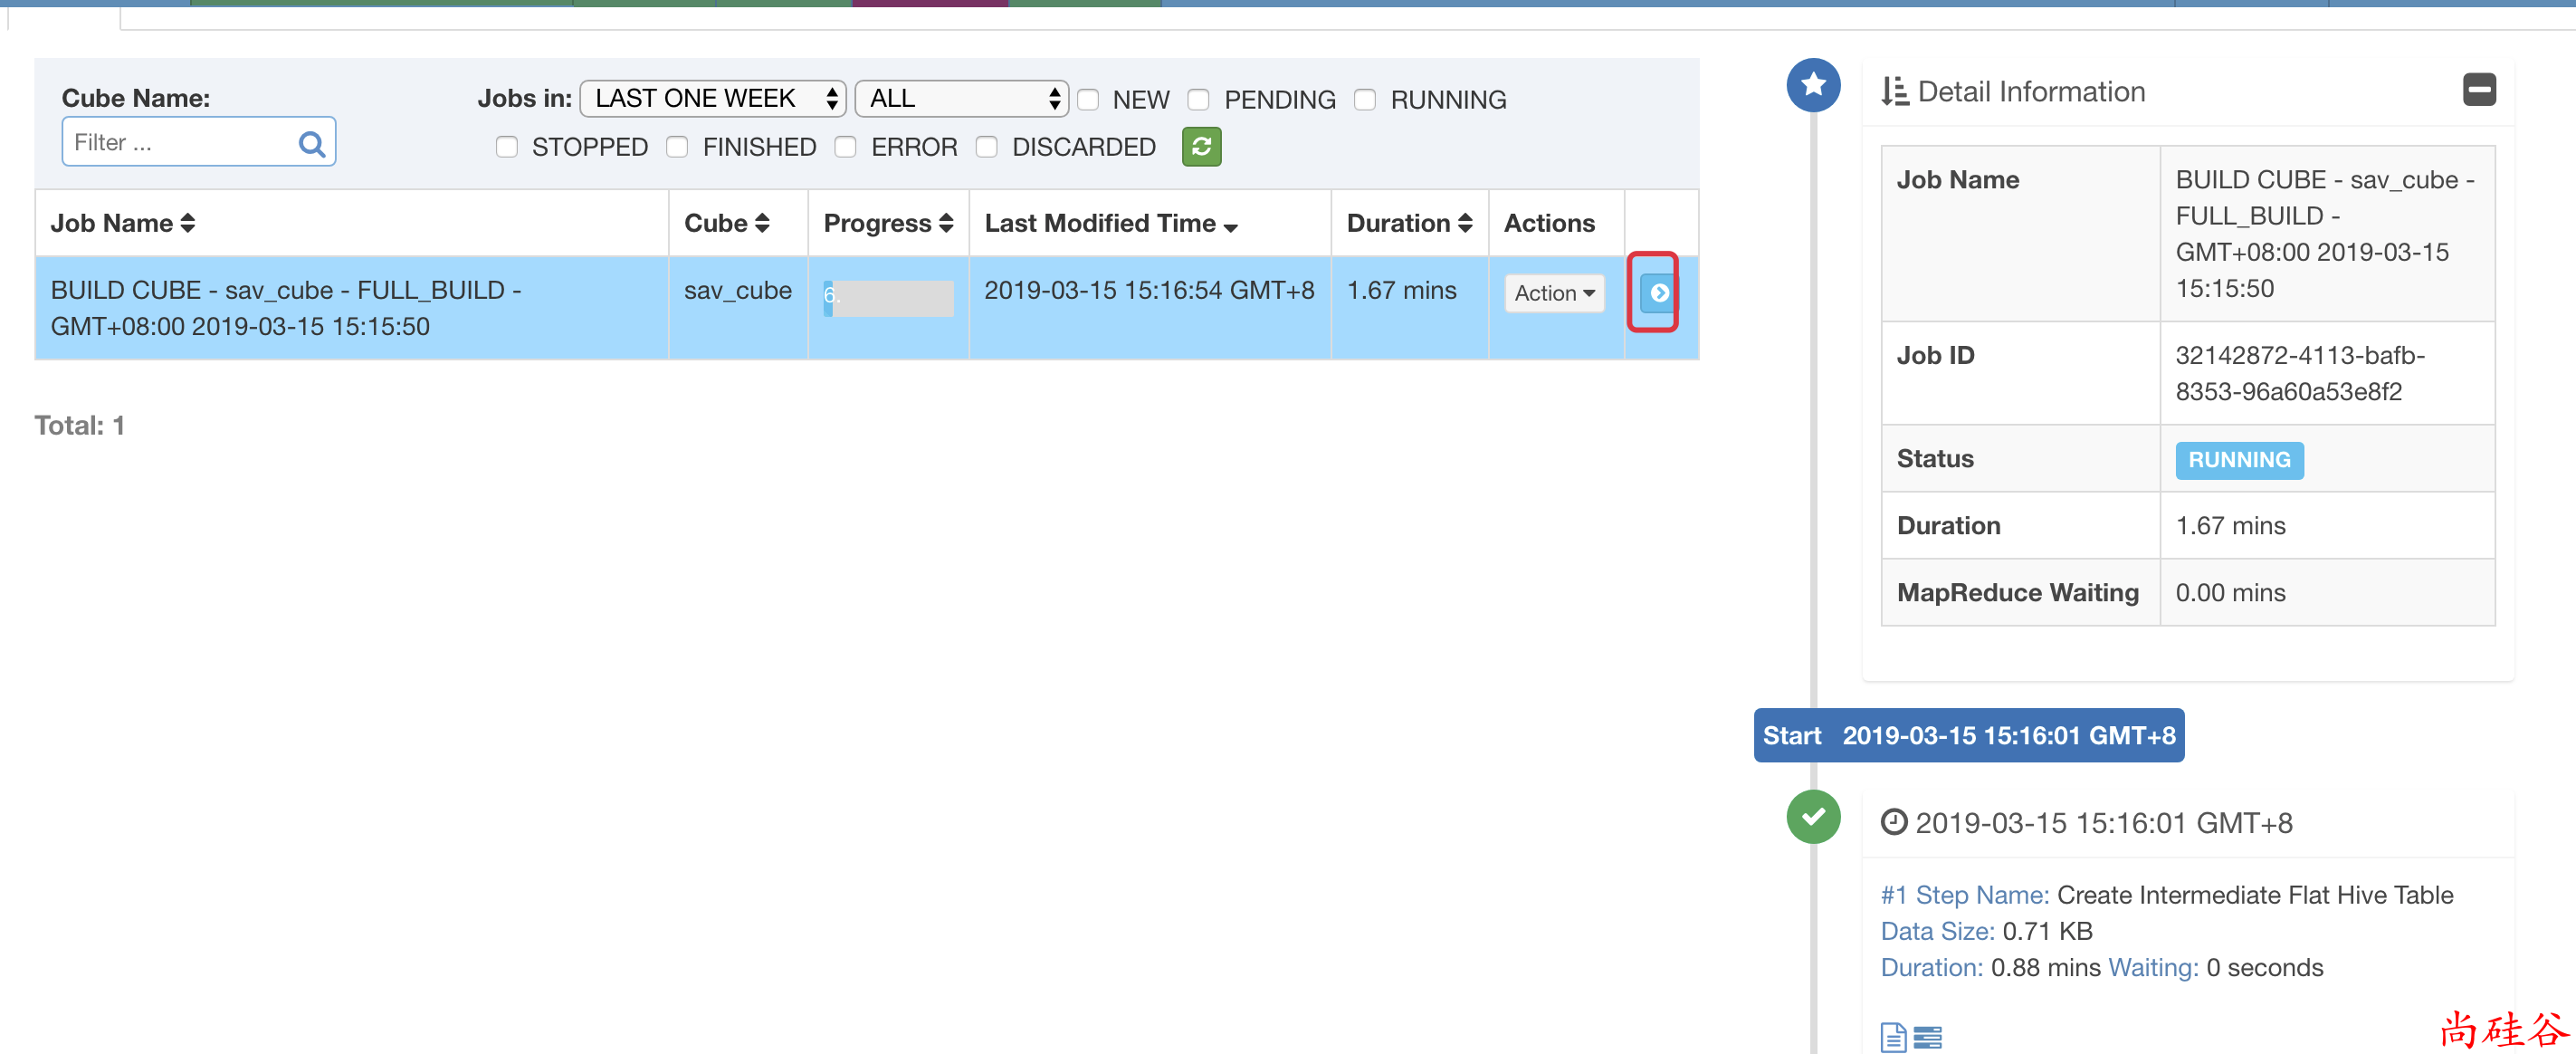 Cube Name:
Filter ...
Jobs in: LAST ONE WEEK ALL NEW PENDING RUNNING
STOPPED FINISHED ERROR DISCARDED
Job Name Cube Progress Last Modified Time Duration Actions
BUILD CUBE - sav_cube - FULL_BUILD - sav_cube 6. 2019-03-15 15:16:54 GMT+8 1.67 mins Action
GMT+08:00 2019-03-15 15:15:50
Total: 1
Detail Information
Job Name BUILD CUBE - sav_cube -
FULL_BUILD -
GMT+08:00 2019-03-15
15:15:50
Job ID 32142872-4113-bafb-
8353-96a60a53e8f2
Status RUNNING
Duration 1.67 mins
MapReduce Waiting 0.00 mins
Start 2019-03-15 15:16:01 GMT+8
2019-03-15 15:16:01 GMT+8
#1 Step Name: Create Intermediate Flat Hive Table
Data Size: 0.71 KB
Duration: 0.88 mins Waiting: 0 seconds
尚硅谷